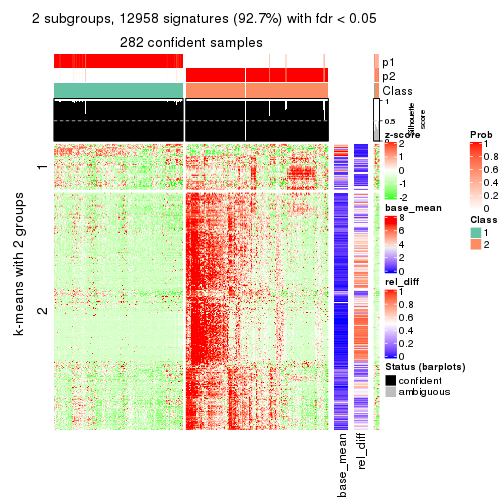 2 subgroups, 12958 signatures (92.7%) with fdr < 0.05
282 confident samples
p1
p2
Class
1
0.5
0
Silhouette
score
k-means with 2 groups
1
2
base_mean
rel_diff
z-score
2
1
0
-1
-2
base_mean
8
6
4
2
0
rel_diff
1
0.8
0.6
0.4
0.2
0
Status (barplots)
confident
ambiguous
Prob
1
0.8
0.6
0.4
0.2
0
Class
1
2